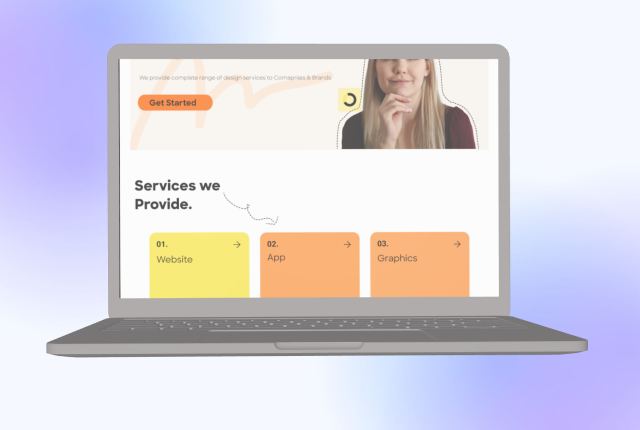 We provide complete range of design services to Comapnies & Brands
Get Started
Services we
Provide.
01.
Website
02.
App
03.
Graphics